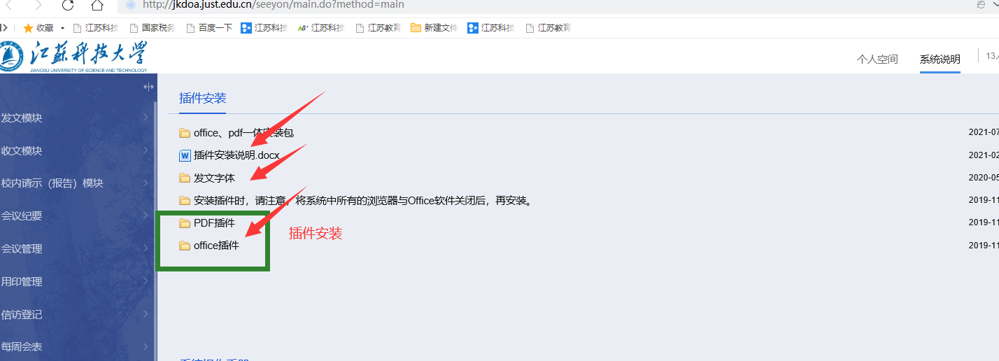 http://jkdoa.just.edu.cn/seeyon/main.do?method=main
收藏 江苏科技 国家税务 百度一下 江苏科技 江苏科技 江苏教育 新建文件 江苏科技 江苏教育
江苏科技大学
JIANGSU UNIVERSITY OF SCIENCE AND TECHNOLOGY
个人空间 系统说明 13
插件安装
发文模块
收文模块
校内请示（报告）模块
会议纪要
会议管理
用印管理
信访登记
每周会表
office、pdf一体安装包 2021-07
插件安装说明.docx 2021-02
发文字体 2020-05
安装插件时，请注意，将系统中所有的浏览器与Office软件关闭后，再安装。 2019-11
PDF插件 2019-11
office插件 2019-11
插件安装